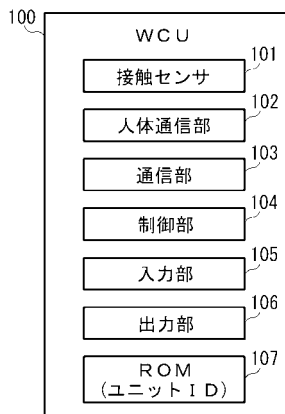 100
ＷＣＵ
101
接触センサ
102
人体通信部
103
通信部
104
制御部
105
入力部
106
出力部
107
ＲＯＭ
(ユニットＩＤ)